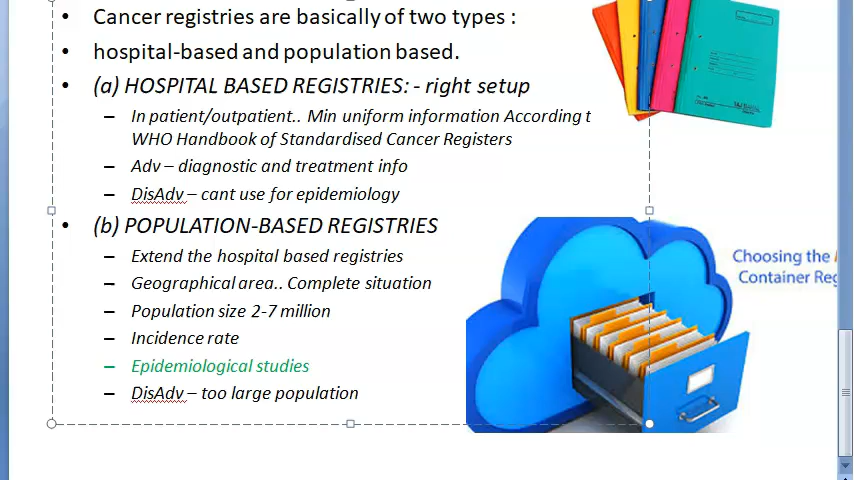 • Cancer registries are basically of two types :
• hospital-based and population based.
• (a) HOSPITAL BASED REGISTRIES: - right setup
– In patient/outpatient.. Min uniform information According t
WHO Handbook of Standardised Cancer Registers
– Adv – diagnostic and treatment info
– DisAdv – cant use for epidemiology
• (b) POPULATION-BASED REGISTRIES
– Extend the hospital based registries
– Geographical area.. Complete situation
– Population size 2-7 million
– Incidence rate
– Epidemiological studies
– DisAdv – too large population
Choosing the
Container Reg